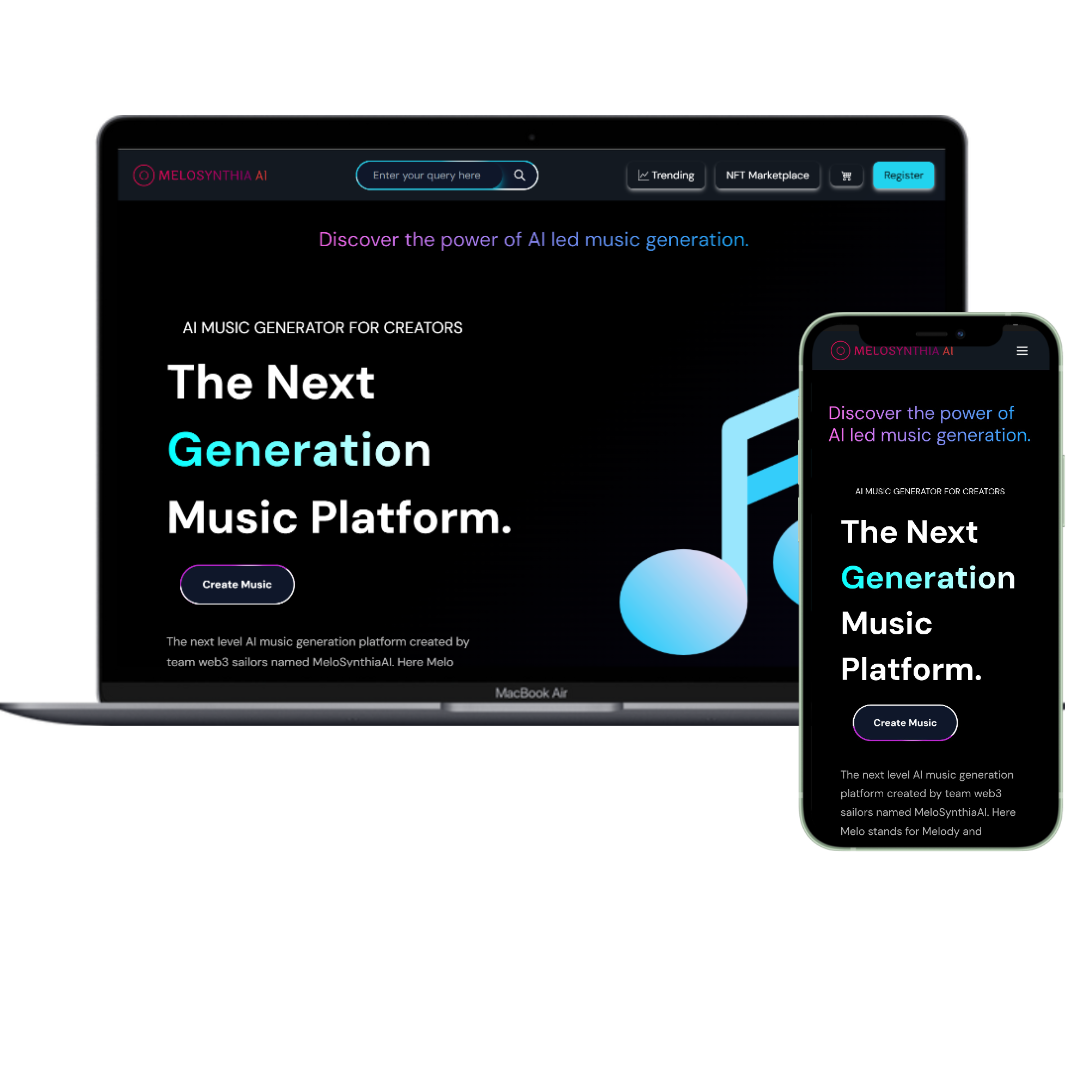 MELOSYNTHIA AI
Enter your query here
Trending
NFT Marketplace
Register
Discover the power of AI led music generation.
AI MUSIC GENERATOR FOR CREATORS
The Next
Generation
Music Platform.
Create Music
The next level AI music generation platform created by
team web3 sailors named MeloSynthiaAI. Here Melo
MacBook Air
MELOSYNTHIA AI
Discover the power of
AI led music generation.
AI MUSIC GENERATOR FOR CREATORS
The Next
Generation
Music
Platform.
Create Music
The next level AI music generation
platform created by team web3
sailors named MeloSynthiaAI. Here
Melo stands for Melody and